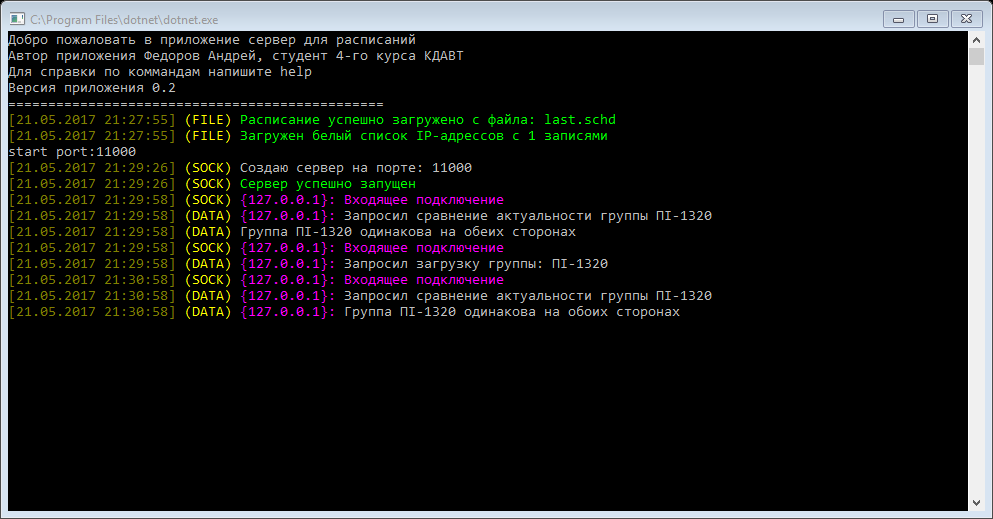 C:\Program Files\dotnet\dotnet.exe
Добро пожаловать в приложение сервер для расписаний
Автор приложения Федоров Андрей, студент 4-го курса КДАВТ
Для справки по коммандам напишите help
Версия приложения 0.2
===============================================
[21.05.2017 21:27:55] (FILE) Расписание успешно загружено с файла: last.schd
[21.05.2017 21:27:55] (FILE) Загружен белый список IP-адрессов с 1 записями
start port:11000
[21.05.2017 21:29:26] (SOCK) Создаю сервер на порте: 11000
[21.05.2017 21:29:26] (SOCK) Сервер успешно запущен
[21.05.2017 21:29:58] (SOCK) {127.0.0.1}: Входящее подключение
[21.05.2017 21:29:58] (DATA) {127.0.0.1}: Запросил сравнение актуальности группы ПІ-1320
[21.05.2017 21:29:58] (DATA) Группа ПІ-1320 одинакова на обеих сторонах
[21.05.2017 21:29:58] (SOCK) {127.0.0.1}: Входящее подключение
[21.05.2017 21:29:58] (DATA) {127.0.0.1}: Запросил загрузку группы: ПІ-1320
[21.05.2017 21:30:58] (SOCK) {127.0.0.1}: Входящее подключение
[21.05.2017 21:30:58] (DATA) {127.0.0.1}: Запросил сравнение актуальности группы ПІ-1320
[21.05.2017 21:30:58] (DATA) {127.0.0.1}: Группа ПІ-1320 одинакова на обоих сторонах